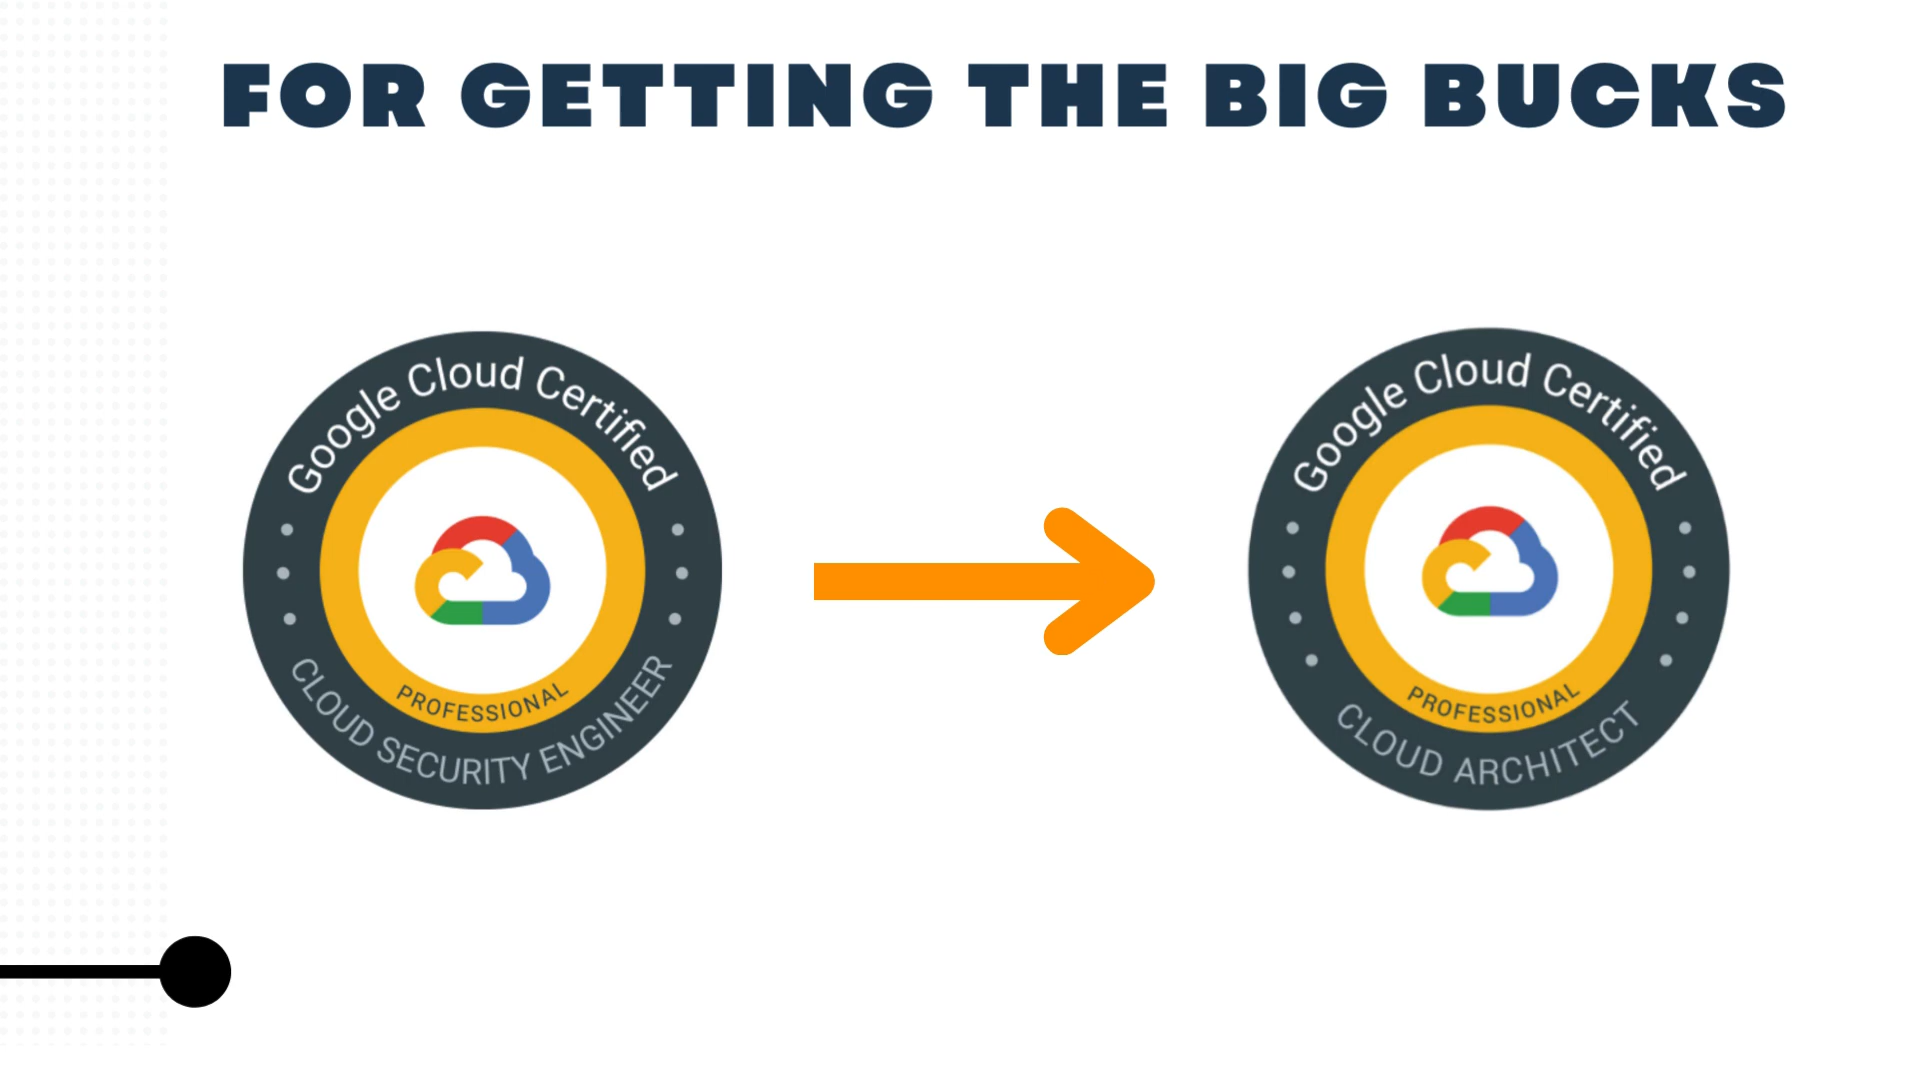 FOR GETTING THE BIG BUCKS
Google Cloud Certified
PROFESSIONAL
CLOUD SECURITY ENGINEER
Google Cloud Certified
PROFESSIONAL
CLOUD ARCHITECT